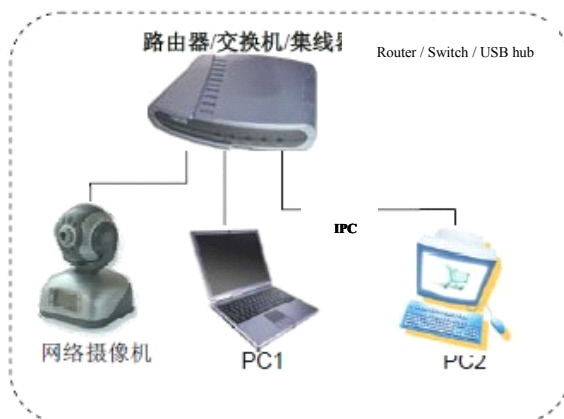 路由器/交换机/集线器
Router / Switch / USB hub
IPC
网络摄像机
PC1
PC2